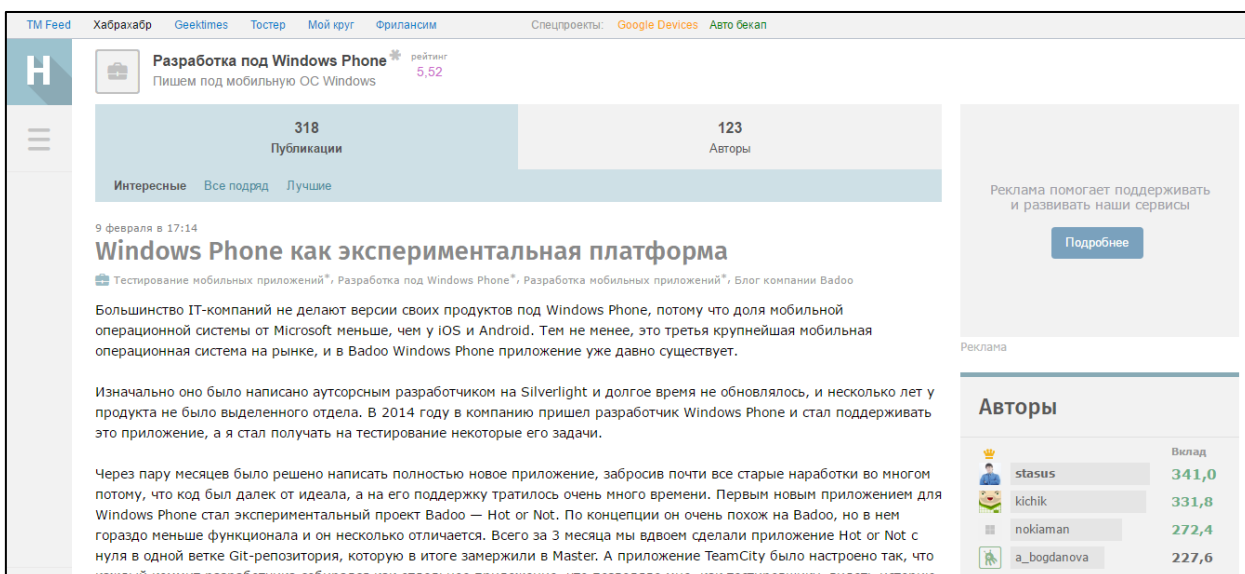 TM Feed Хабрахабр Geektimes Тостер Мой круг Фрилансим Спецпроекты: Google Devices Авто бекап
H
Разработка под Windows Phone* рейтинг
Пишем под мобильную ОС Windows 5,52
318
Публикации
123
Авторы
Интересные Все подряд Лучшие
9 февраля в 17:14
Windows Phone как экспериментальная платформа
Тестирование мобильных приложений*, Разработка под Windows Phone*, Разработка мобильных приложений*, Блог компании Badoo
Большинство IT-компаний не делают версии своих продуктов под Windows Phone, потому что доля мобильной
операционной системы от Microsoft меньше, чем у iOS и Android. Тем не менее, это третья крупнейшая мобильная
операционная система на рынке, и в Badoo Windows Phone приложение уже давно существует.
Изначально оно было написано аутсорсным разработчиком на Silverlight и долгое время не обновлялось, и несколько лет у
продукта не было выделенного отдела. В 2014 году в компанию пришел разработчик Windows Phone и стал поддерживать
это приложение, а я стал получать на тестирование некоторые его задачи.
Через пару месяцев было решено написать полностью новое приложение, забросив почти все старые наработки во многом
потому, что код был далек от идеала, а на его поддержку тратилось очень много времени. Первым новым приложением для
Windows Phone стал экспериментальный проект Badoo — Hot or Not. По концепции он очень похож на Badoo, но в нем
гораздо меньше функционала и он несколько отличается. Всего за 3 месяца мы вдвоем сделали приложение Hot or Not с
нуля в одной ветке Git-репозитория, которую в итоге замержили в Master. А приложение TeamCity было настроено так, что
Реклама помогает поддерживать
и развивать наши сервисы
Подробнее
Реклама
Авторы
Вклад
stasus 341,0
kichik 331,8
nokiaman 272,4
a_bogdanova 227,6